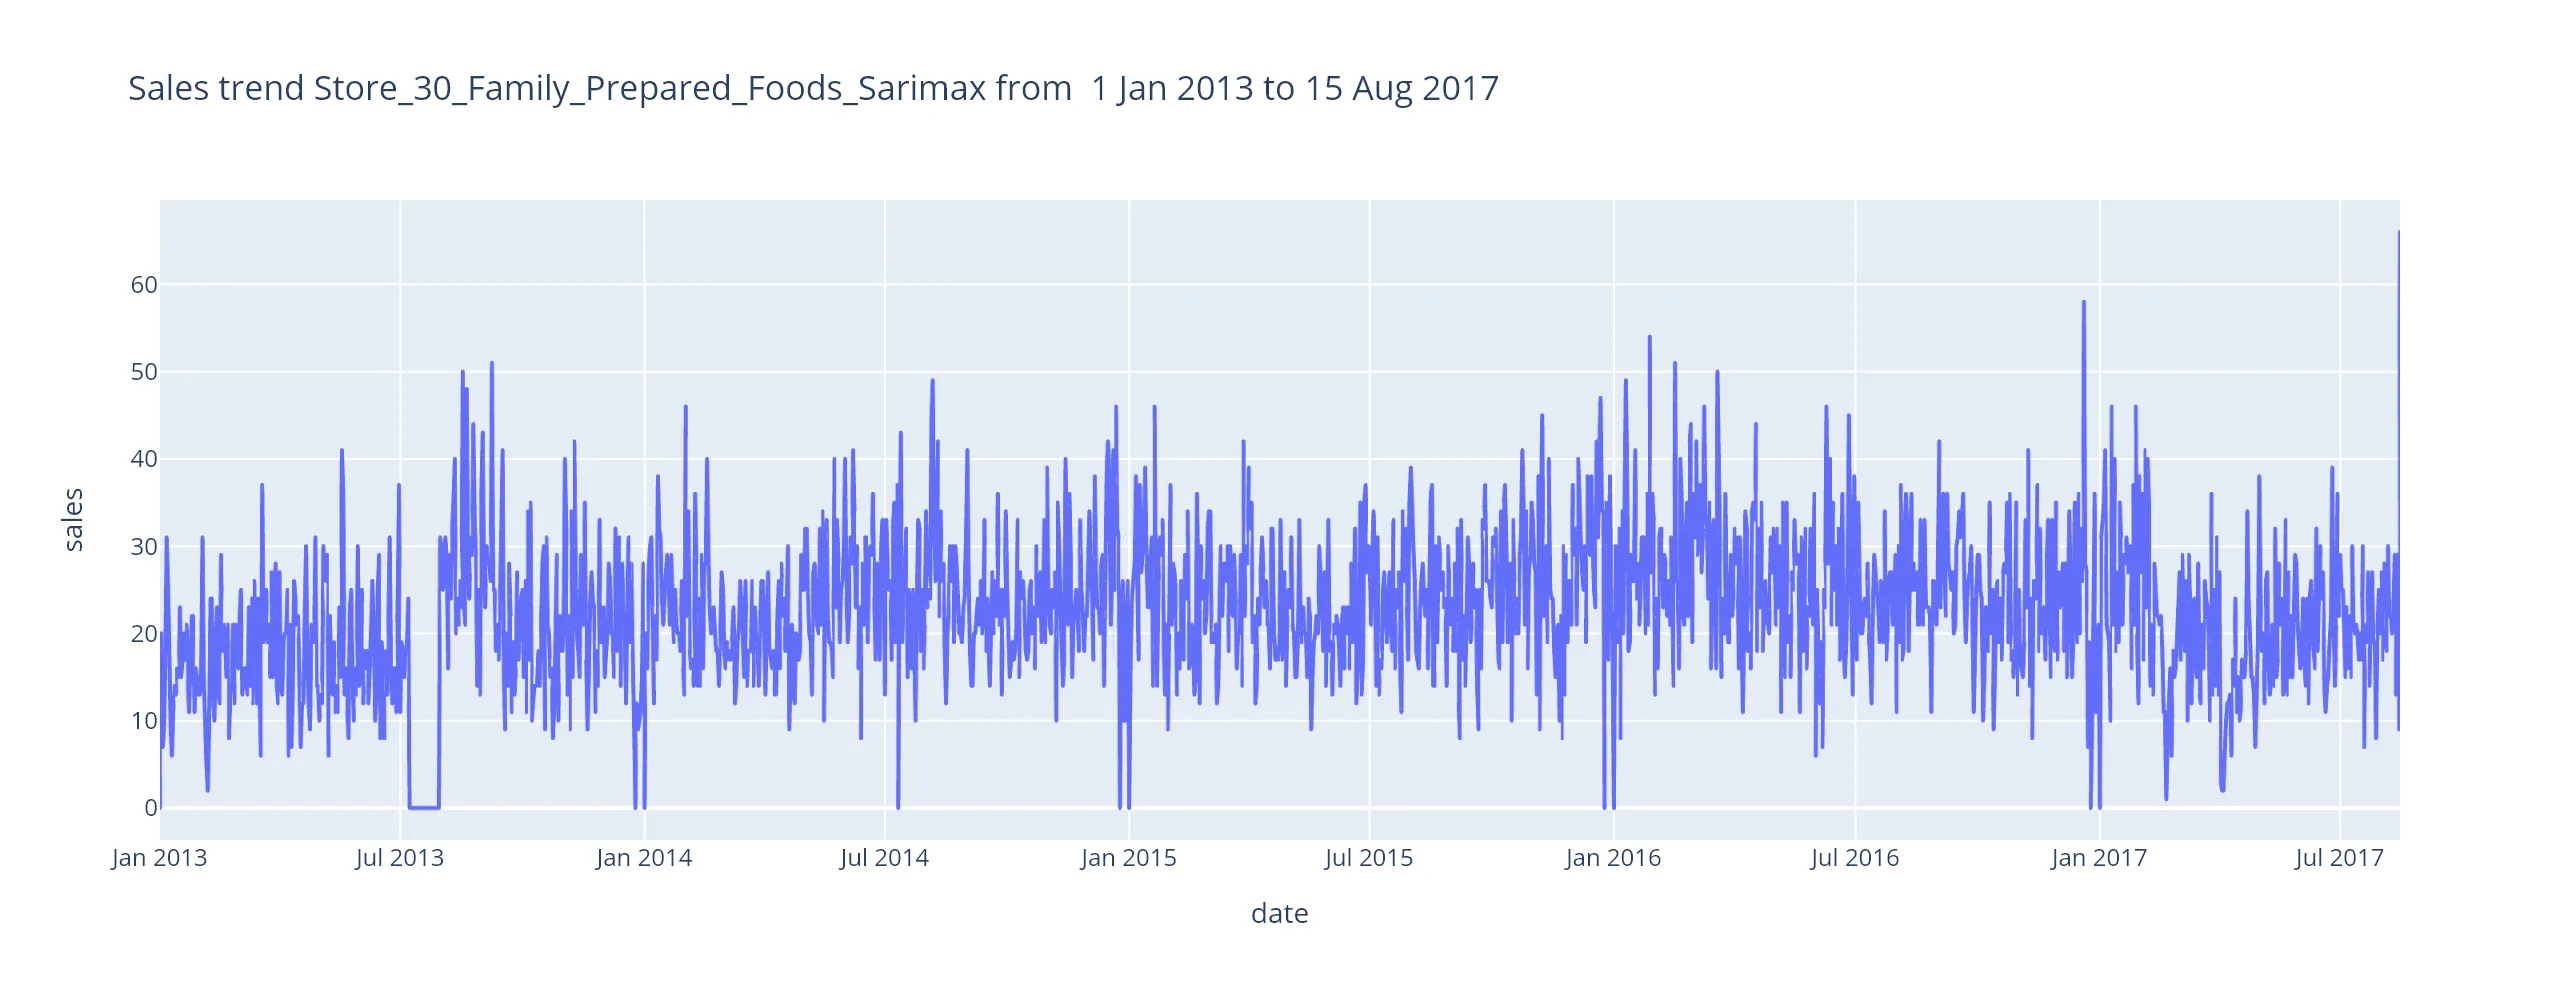 Sales trend Store_30_Family_Prepared_Foods_Sarimax from  1 Jan 2013 to 15 Aug 2017
60
50
40
30
20
10
0
sales
Jan 2013 Jul 2013 Jan 2014 Jul 2014 Jan 2015 Jul 2015 Jan 2016 Jul 2016 Jan 2017 Jul 2017
date